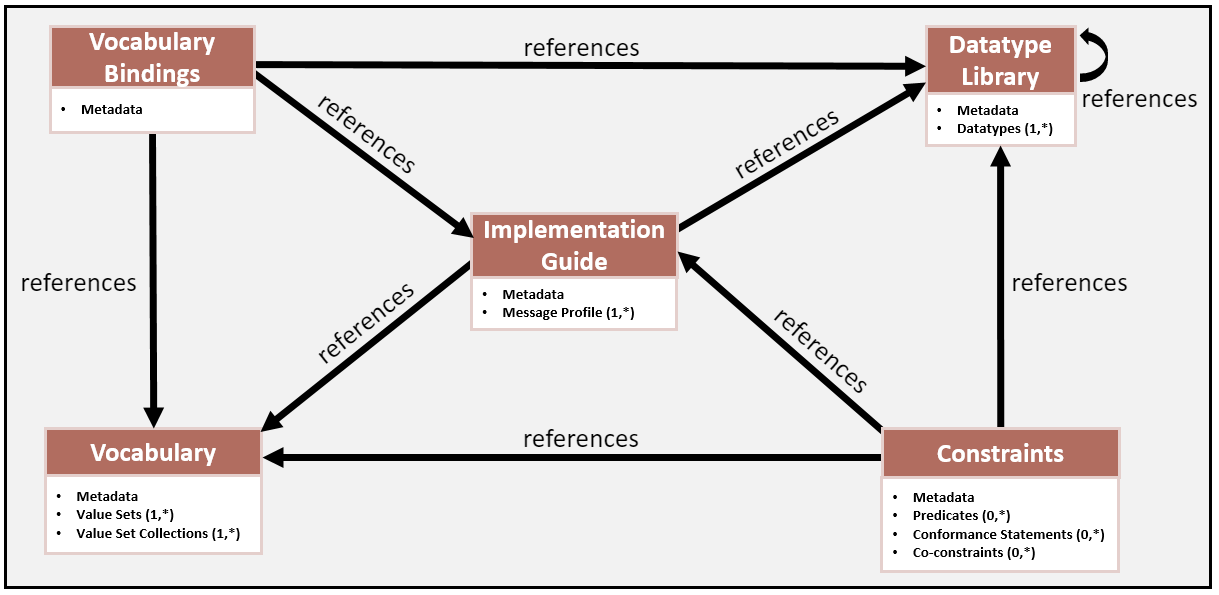 Vocabulary
Bindings
• Metadata
references
Datatype
Library
• Metadata
• Datatypes (1,*)
references
references
references
Implementation
Guide
• Metadata
• Message Profile (1,*)
references
references
references
references
references
Vocabulary
• Metadata
• Value Sets (1,*)
• Value Set Collections (1,*)
Constraints
• Metadata
• Predicates (0,*)
• Conformance Statements (0,*)
• Co-constraints (0,*)